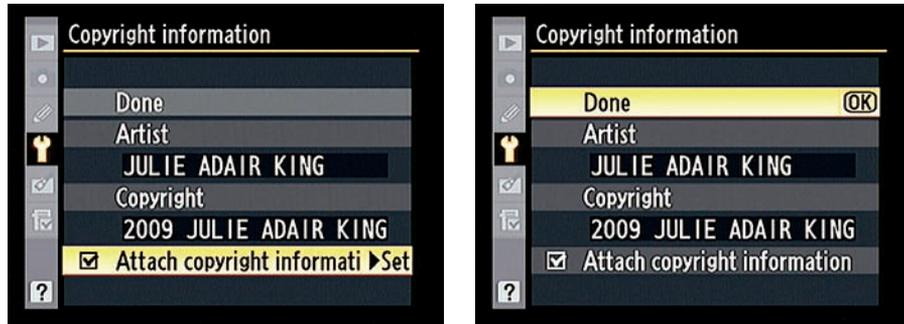 Copyright information
Done
Artist
JULIE ADAIR KING
Copyright
2009 JULIE ADAIR KING
Attach copyright informati ▶Set
?
Copyright information
Done OK
Artist
JULIE ADAIR KING
Copyright
2009 JULIE ADAIR KING
Attach copyright information
?